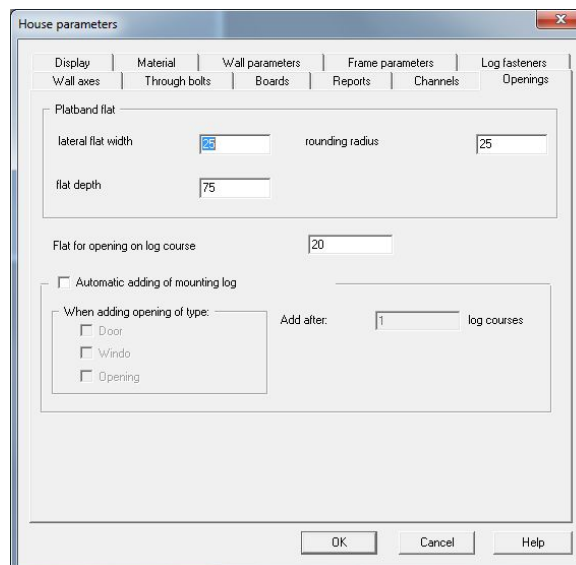 House parameters
Display Material Wall parameters Frame parameters Log fasteners
Wall axes Through bolts Boards Reports Channels Openings
Platband flat
lateral flat width 25 rounding radius 25
flat depth 75
Flat for opening on log course 20
Automatic adding of mounting log
When adding opening of type:
Add after: 1 log courses
Door
Windo
Opening
OK Cancel Help